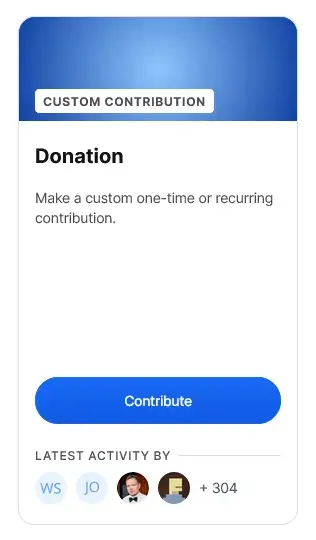 CUSTOM CONTRIBUTION
Donation
Make a custom one-time or recurring
contribution.
Contribute
LATEST ACTIVITY BY
WS JO + 304